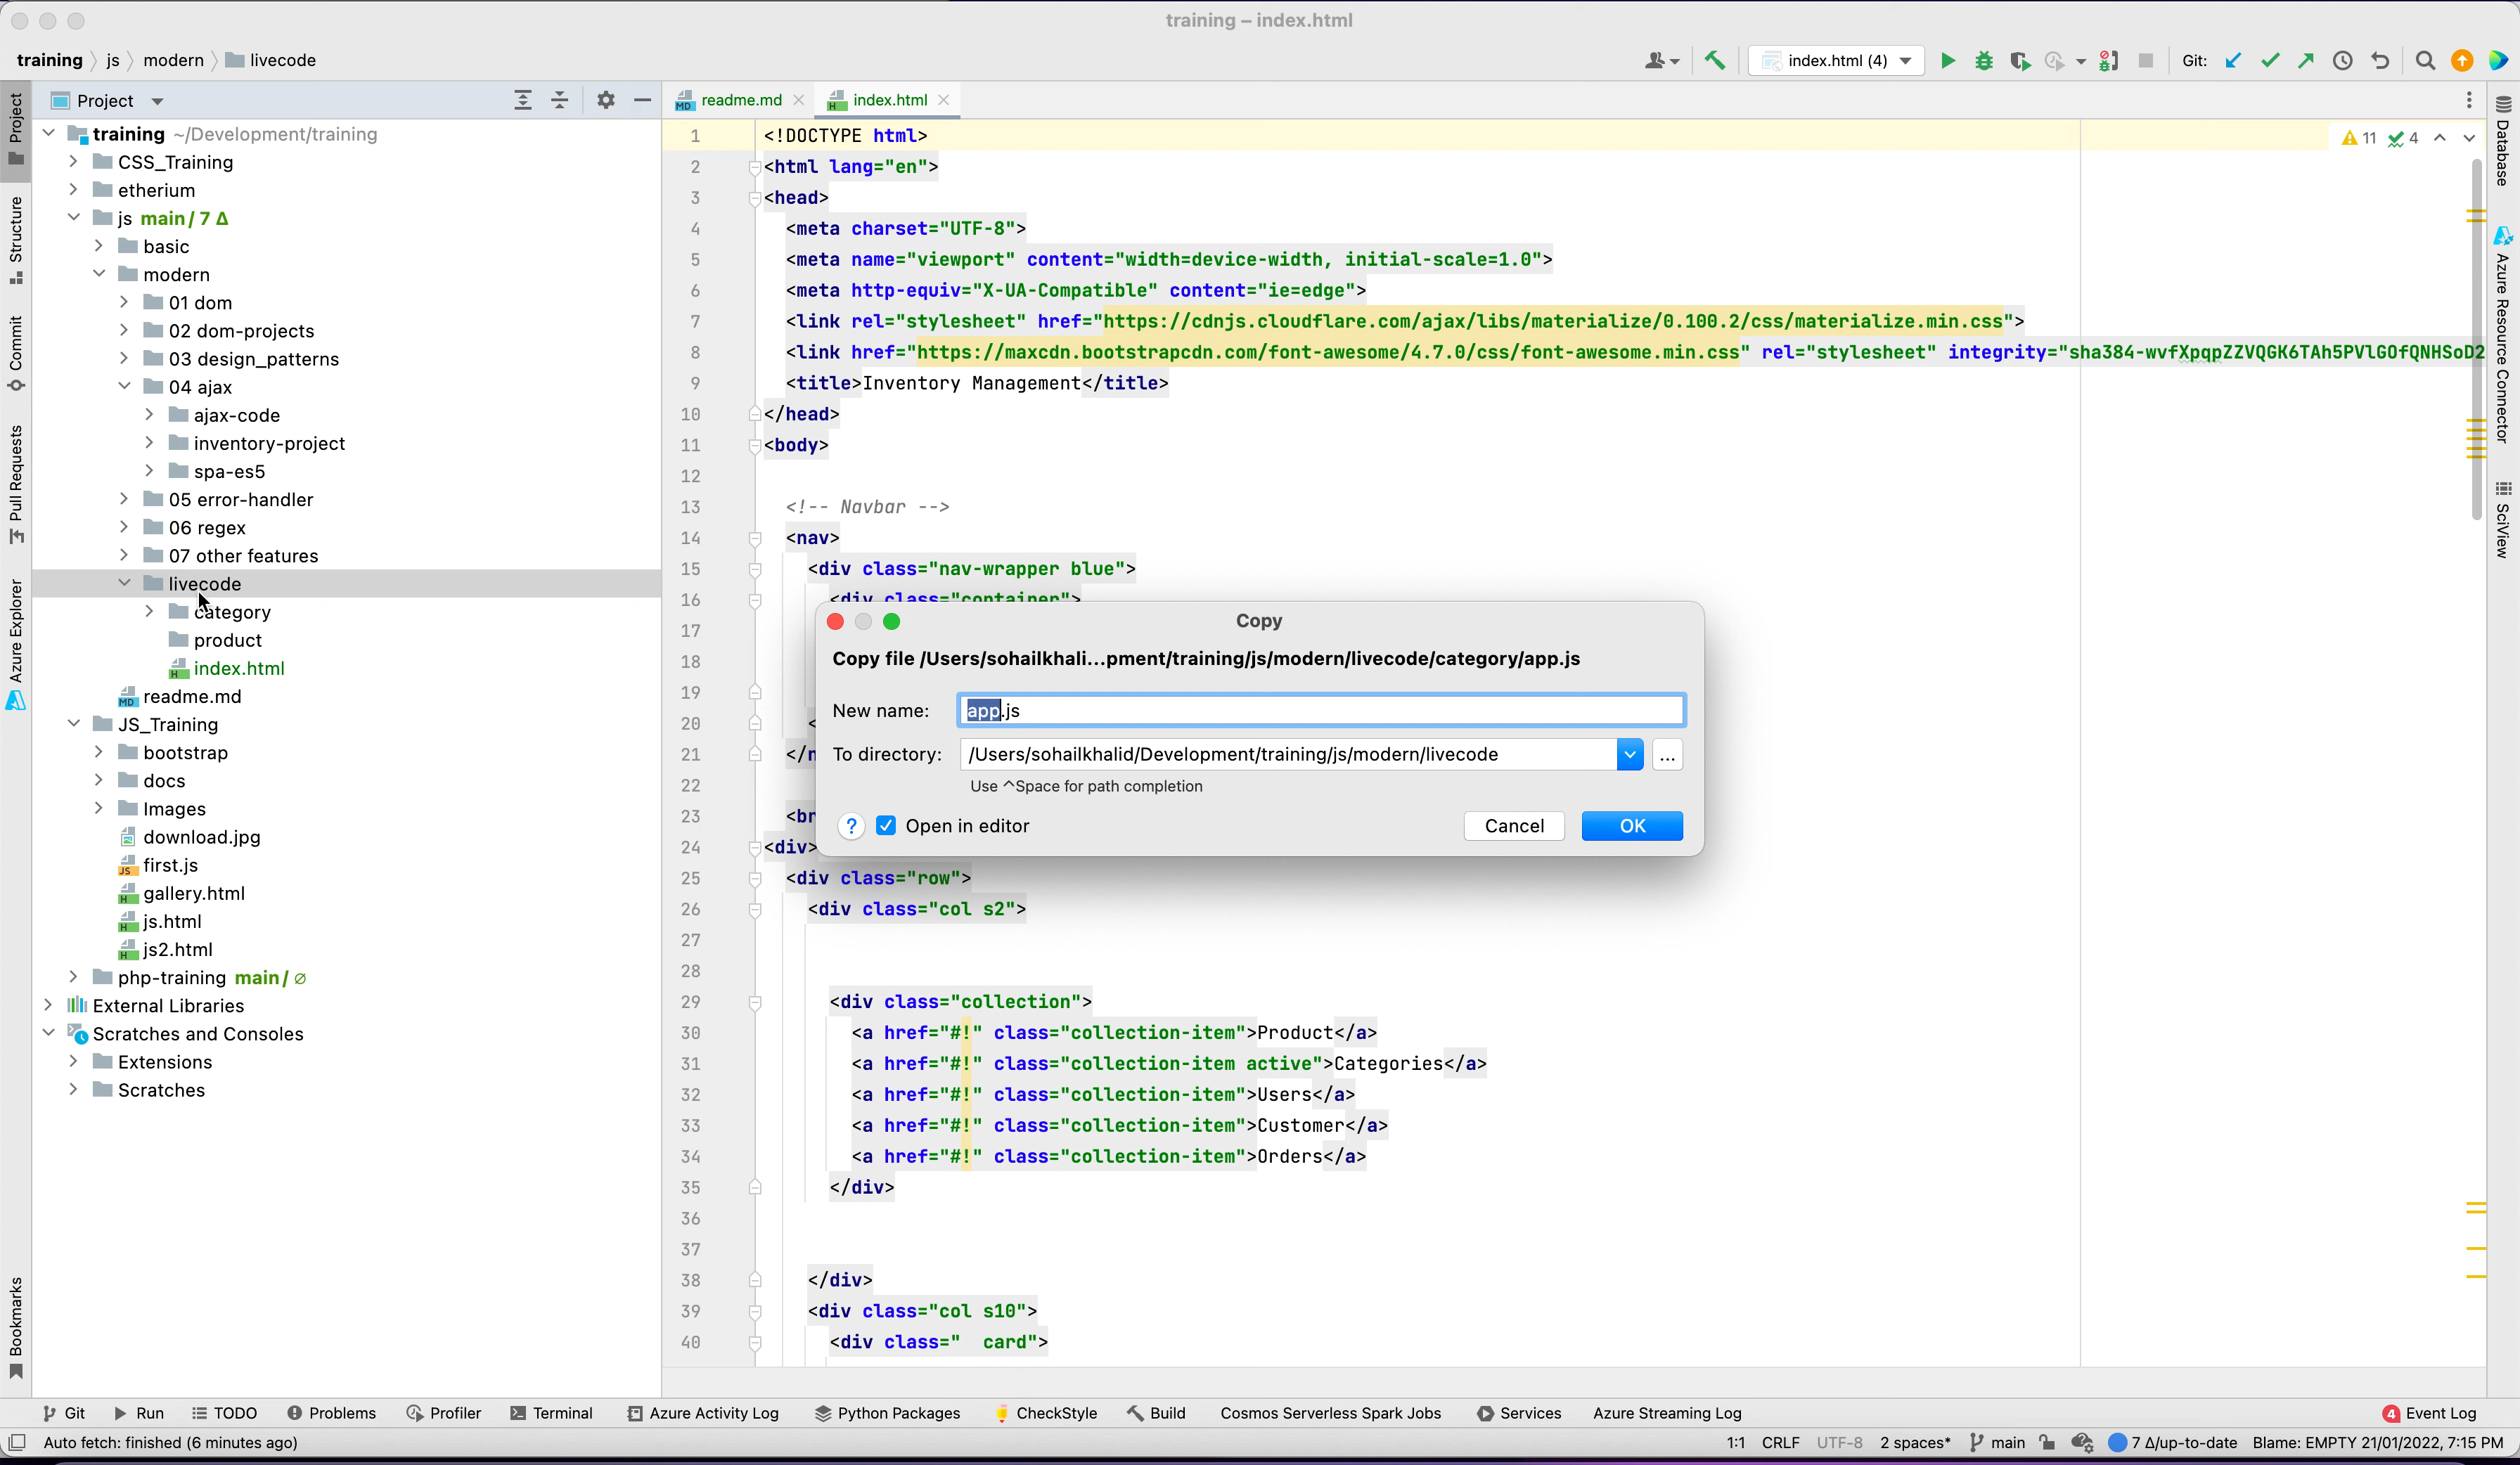 training – index.html
training js modern livecode
index.html (4)
Git:
Project
readme.md
index.html
training ~/Development/training
CSS_Training
etherium
js main / 7 Δ
basic
modern
01 dom
02 dom-projects
03 design_patterns
04 ajax
ajax-code
inventory-project
spa-es5
05 error-handler
06 regex
07 other features
livecode
category
product
index.html
readme.md
JS_Training
bootstrap
docs
Images
download.jpg
first.js
gallery.html
js.html
js2.html
php-training main / ∅
External Libraries
Scratches and Consoles
Extensions
Scratches
Project
Structure
Commit
Pull Requests
Azure Explorer
Bookmarks
11 4
1 <!DOCTYPE html>
2 <html lang="en">
3 <head>
4 <meta charset="UTF-8">
5 <meta name="viewport" content="width=device-width, initial-scale=1.0">
6 <meta http-equiv="X-UA-Compatible" content="ie=edge">
7 <link rel="stylesheet" href="https://cdnjs.cloudflare.com/ajax/libs/materialize/0.100.2/css/materialize.min.css">
8 <link href="https://maxcdn.bootstrapcdn.com/font-awesome/4.7.0/css/font-awesome.min.css" rel="stylesheet" integrity="sha384-wvfXpqpZZVQGK6TAh5PVlGOfQNHSoD2
9 <title>Inventory Management</title>
10 </head>
11 <body>
12
13 <!-- Navbar -->
14 <nav>
15 <div class="nav-wrapper blue">
16 <div class="container">
17
18
19
20 <
21 </n
22
23 <br
24 <div>
25 <div class="row">
26 <div class="col s2">
27
28
29 <div class="collection">
30 <a href="#!" class="collection-item">Product</a>
31 <a href="#!" class="collection-item active">Categories</a>
32 <a href="#!" class="collection-item">Users</a>
33 <a href="#!" class="collection-item">Customer</a>
34 <a href="#!" class="collection-item">Orders</a>
35 </div>
36
37
38 </div>
39 <div class="col s10">
40 <div class="  card">
Copy
Copy file /Users/sohailkhali...pment/training/js/modern/livecode/category/app.js
New name: app.js
To directory: /Users/sohailkhalid/Development/training/js/modern/livecode
...
Use ^Space for path completion
? Open in editor
Cancel
OK
Database
Azure Resource Connector
SciView
Git Run TODO Problems Profiler Terminal Azure Activity Log Python Packages CheckStyle Build Cosmos Serverless Spark Jobs Services Azure Streaming Log 4 Event Log
Auto fetch: finished (6 minutes ago)
1:1 CRLF UTF-8 2 spaces* main 7 Δ/up-to-date Blame: EMPTY 21/01/2022, 7:15 PM